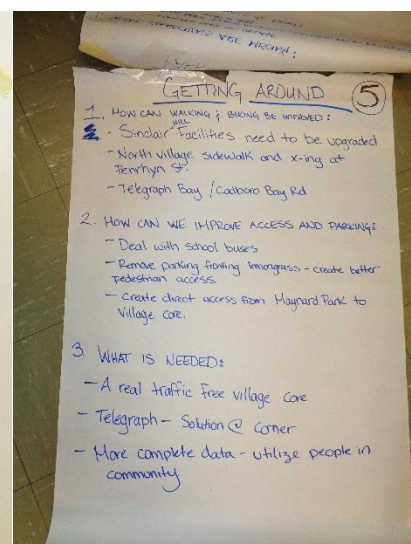 GETTING AROUND 5
1. HOW CAN WALKING & BIKING BE IMPROVED:
- Sinclair Hill Facilities need to be upgraded
- North Village sidewalk and x-ing at
Penrhyn St.
- Telegraph Bay / Cadboro Bay Rd
2. HOW CAN WE IMPROVE ACCESS AND PARKING:
- Deal with school buses
- Remove parking fronting lemongrass - create better
pedestrian access.
- Create direct access from Maynard Park to
Village core.
3. WHAT IS NEEDED:
- A real traffic free village core
- Telegraph - Solution @ corner
- More complete data - utilize people in
community